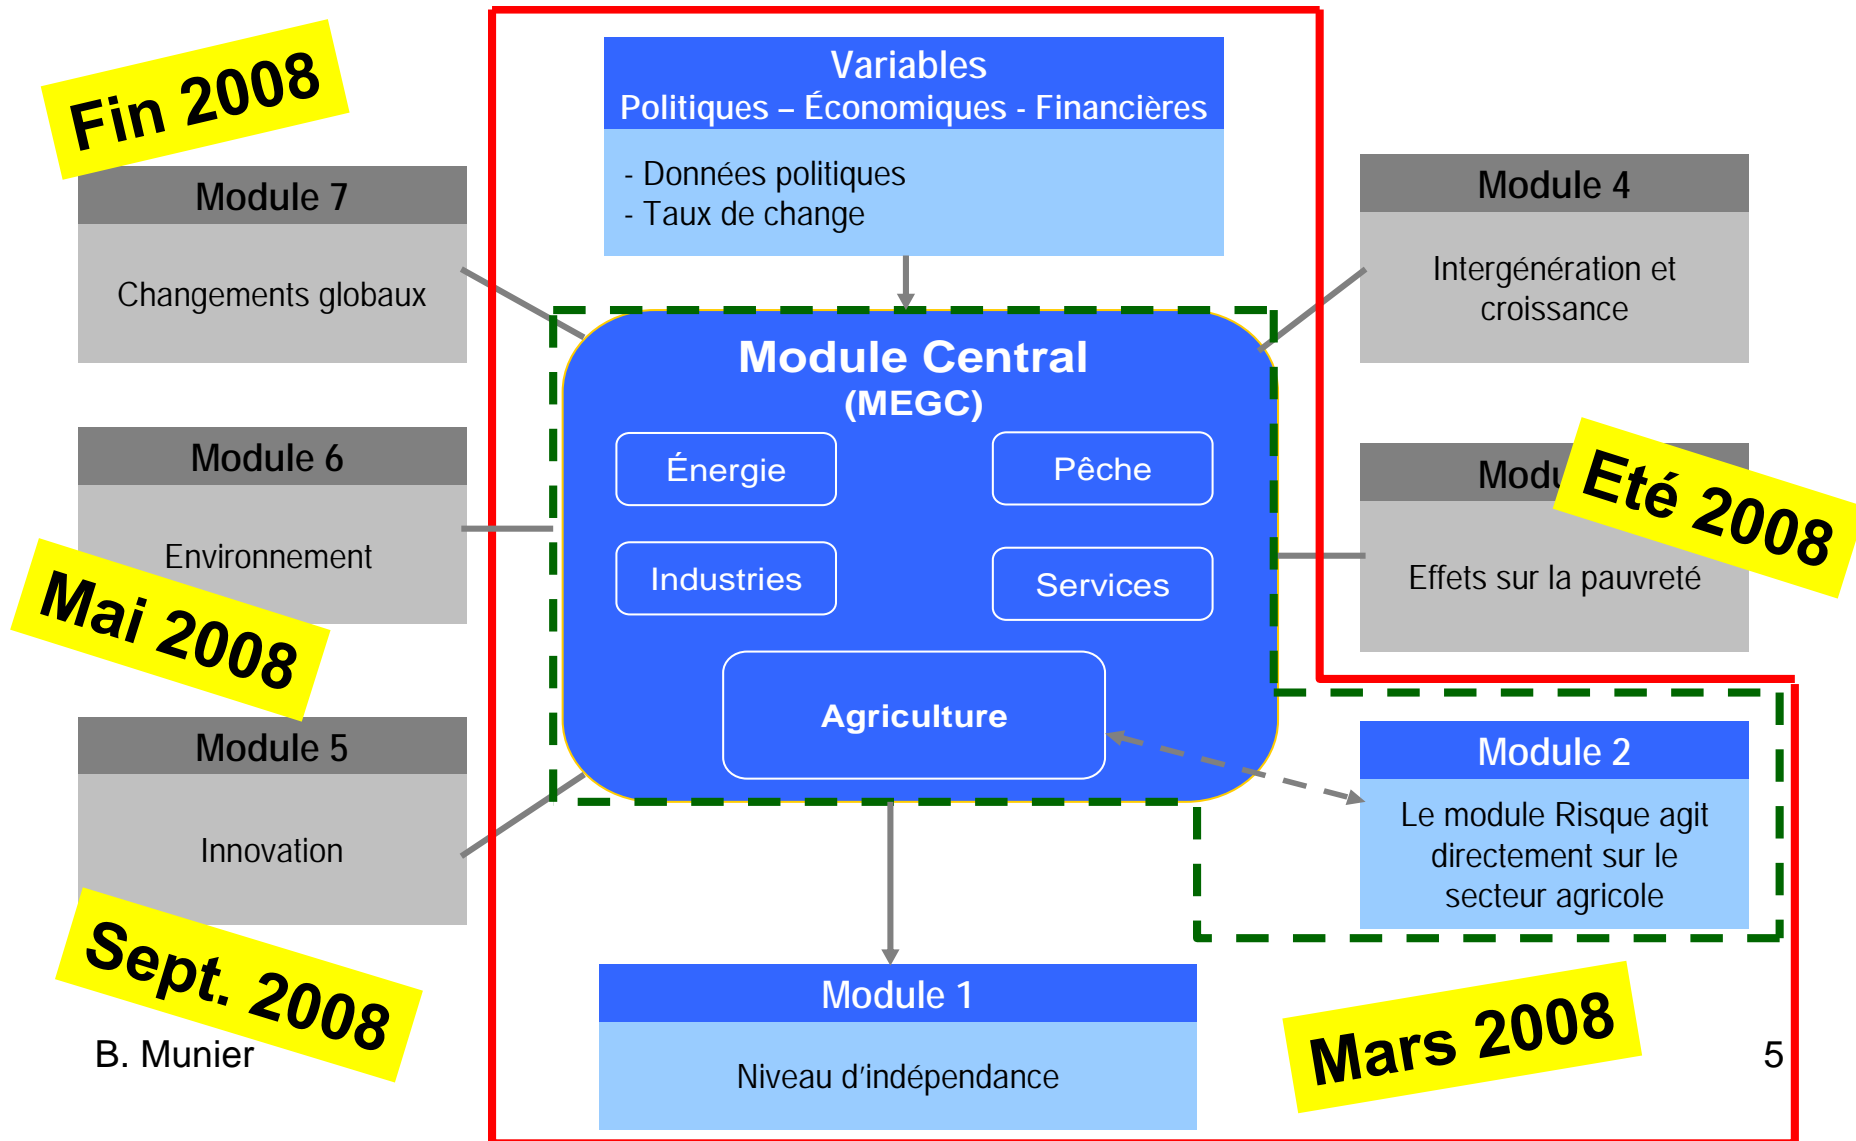 Fin 2008
Variables
Politiques – Économiques - Financières
- Données politiques
- Taux de change
Module 7
Changements globaux
Module 4
Intergénération et
croissance
Module Central
(MEGC)
Énergie
Pêche
Industries
Services
Agriculture
Module 6
Environnement
Mai 2008
Eté 2008
Effets sur la pauvreté
Module 5
Innovation
Sept. 2008
Module 2
Le module Risque agit
directement sur le
secteur agricole
Module 1
Niveau d’indépendance
Mars 2008
B. Munier
5